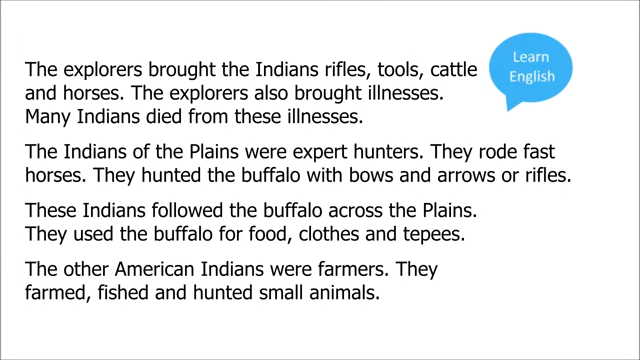 Learn
English
The explorers brought the Indians rifles, tools, cattle
and horses. The explorers also brought illnesses.
Many Indians died from these illnesses.
The Indians of the Plains were expert hunters. They rode fast
horses. They hunted the buffalo with bows and arrows or rifles.
These Indians followed the buffalo across the Plains.
They used the buffalo for food, clothes and tepees.
The other American Indians were farmers. They
farmed, fished and hunted small animals.